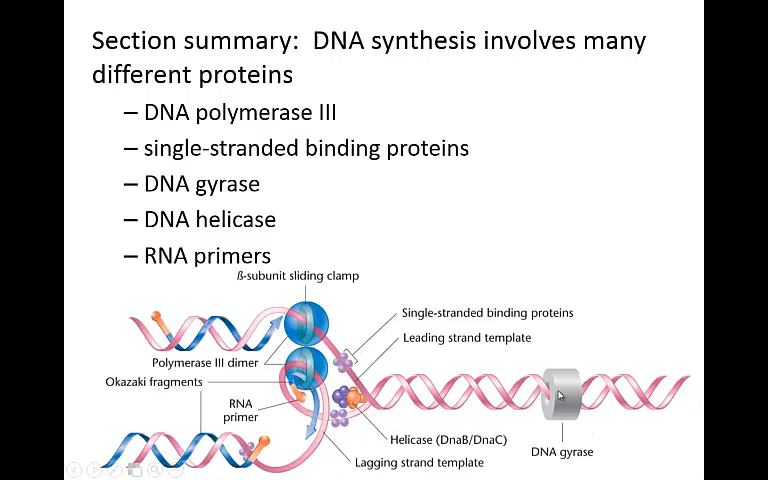 Section summary:  DNA synthesis involves many
different proteins
– DNA polymerase III
– single-stranded binding proteins
– DNA gyrase
– DNA helicase
– RNA primers
ß-subunit sliding clamp
Single-stranded binding proteins
Leading strand template
Polymerase III dimer
Okazaki fragments
RNA
primer
Helicase (DnaB/DnaC)
DNA gyrase
Lagging strand template